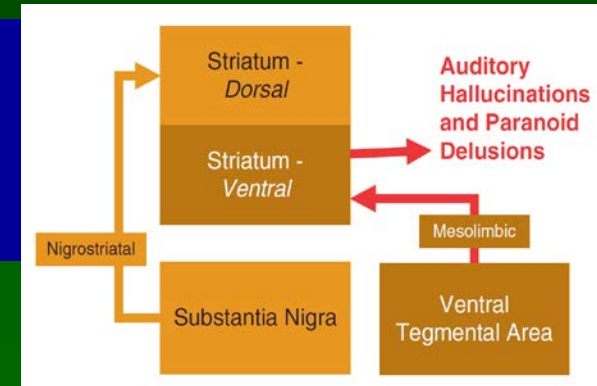 Striatum -
Dorsal
Auditory
Hallucinations
and Paranoid
Delusions
Striatum -
Ventral
Nigrostriatal
Mesolimbic
Substantia Nigra
Ventral
Tegmental Area